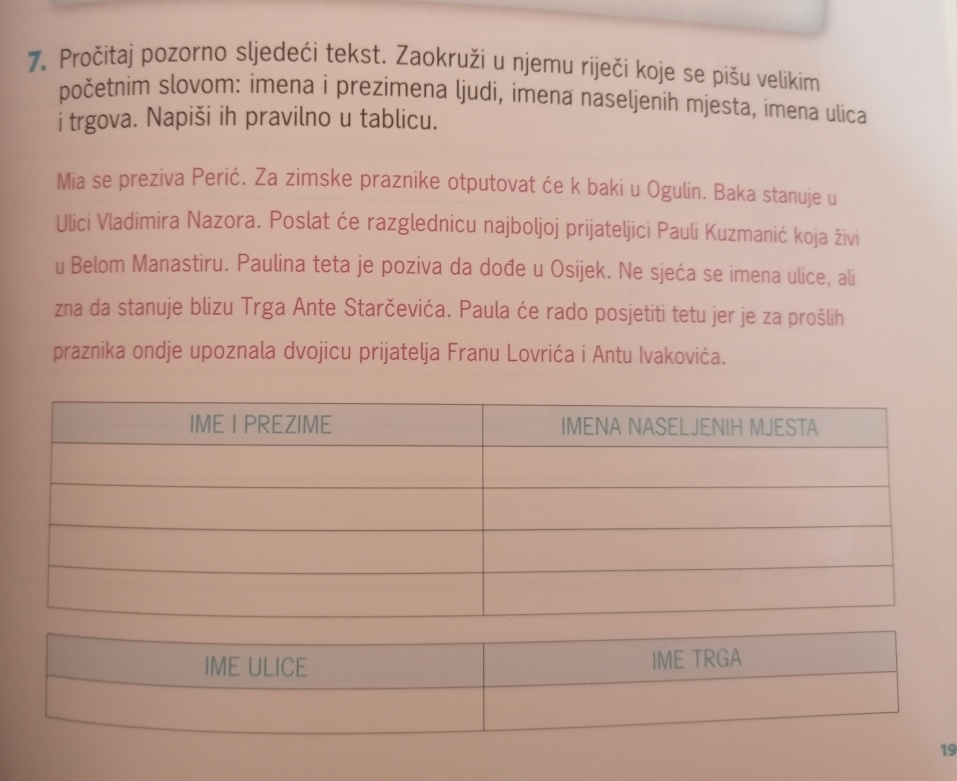 7. Pročitaj pozorno sljedeći tekst. Zaokruži u njemu riječi koje se pišu velikim
početnim slovom: imena i prezimena ljudi, imena naseljenih mjesta, imena ulica
i trgova. Napiši ih pravilno u tablicu.
Mia se preziva Perić. Za zimske praznike otputovat će k baki u Ogulin. Baka stanuje u
Ulici Vladimira Nazora. Poslat će razglednicu najboljoj prijateljici Pauli Kuzmanić koja živi
u Belom Manastiru. Paulina teta je poziva da dođe u Osijek. Ne sjeća se imena ulice, ali
zna da stanuje blizu Trga Ante Starčevića. Paula će rado posjetiti tetu jer je za prošlih
praznika ondje upoznala dvojicu prijatelja Franu Lovrića i Antu Ivakovića.
IME I PREZIME IMENA NASELJENIH MJESTA
IME ULICE IME TRGA
19